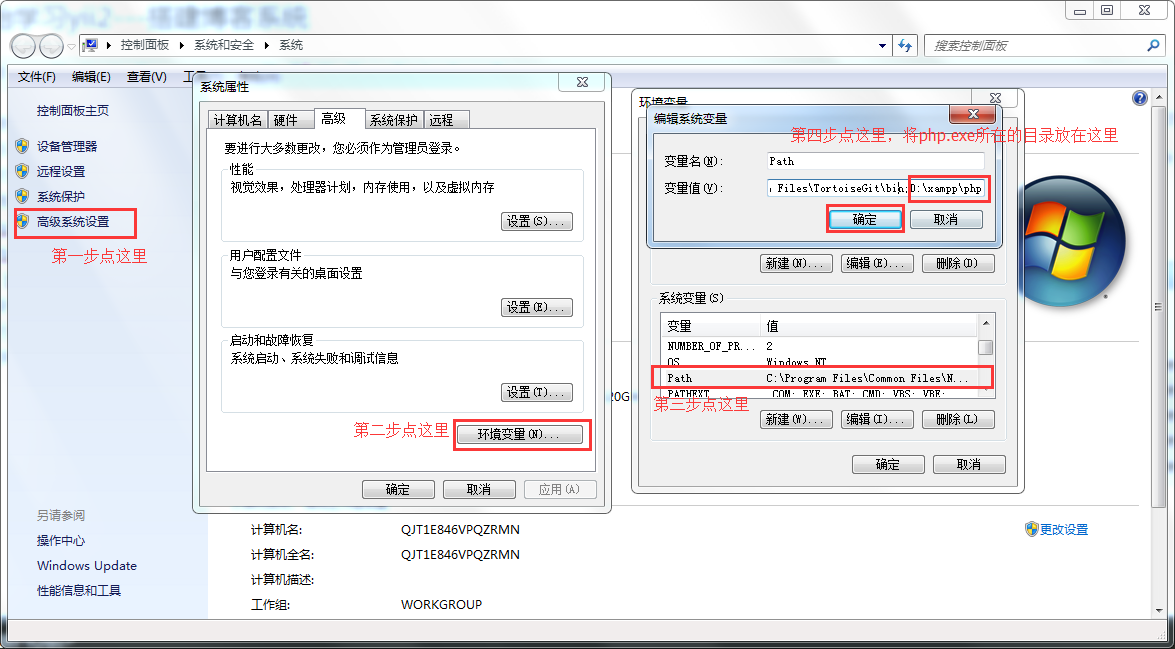 学习yii2---搭建博客系统
控制面板 ▸ 系统和安全 ▸ 系统
搜索控制面板
文件(F) 编辑(E) 查看(V) 工
控制面板主页
设备管理器
远程设置
系统保护
高级系统设置
第一步点这里
另请参阅
操作中心
Windows Update
性能信息和工具
系统属性
计算机名 硬件 高级 系统保护 远程
要进行大多数更改，您必须作为管理员登录。
性能
视觉效果，处理器计划，内存使用，以及虚拟内存
设置(S)...
用户配置文件
与您登录有关的桌面设置
设置(E)...
启动和故障恢复
系统启动、系统失败和调试信息
设置(T)...
第二步点这里
环境变量(N)...
确定 取消 应用(A)
20G
环境变量
编辑系统变量
第四步点这里，将php.exe所在的目录放在这里
变量名(N): Path
变量值(V): Files\TortoiseGit\bin;D:\xampp\php
确定 取消
新建(N)... 编辑(E)... 删除(D)
系统变量(S)
变量 值
NUMBER_OF_PR... 2
OS Windows_NT
Path C:\Program Files\Common Files\N...
PATHEXT .COM;.EXE;.BAT;.CMD;.VBS;.VBE;
第三步点这里
新建(W)... 编辑(I)... 删除(L)
确定 取消
计算机名: QJT1E846VPQZRMN
更改设置
计算机全名: QJT1E846VPQZRMN
计算机描述:
工作组: WORKGROUP